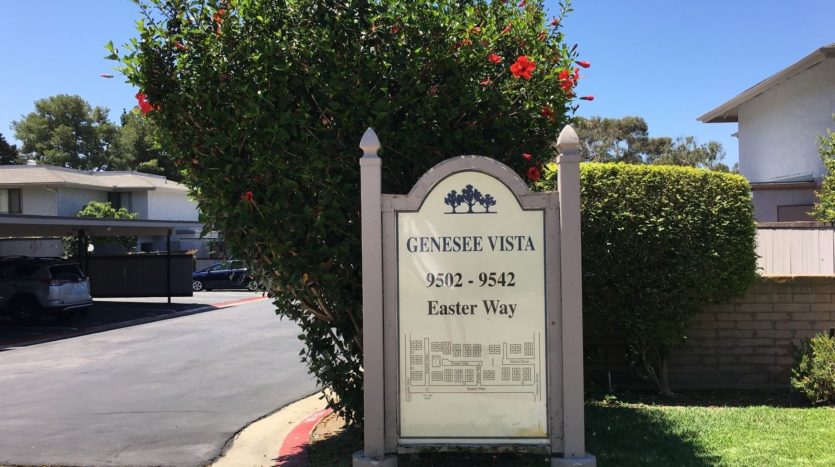 GENESEE VISTA
9502 - 9542
Easter Way